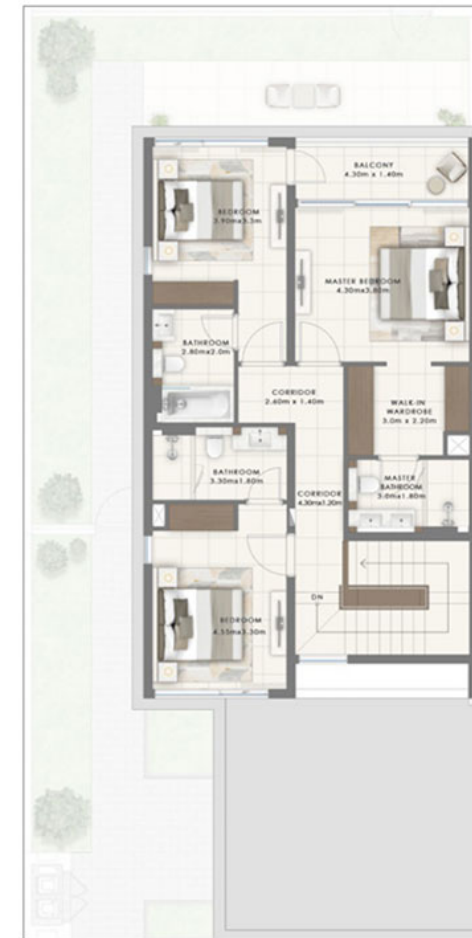 BALCONY
4.30m x 1.40m
BEDROOM
3.90mx3.5m
MASTER BEDROOM
4.30mx3.80m
BATHROOM
2.80mx2.0m
CORRIDOR
2.60m x 1.40m
WALK-IN
WARDROBE
3.0m x 2.20m
BATHROOM
3.30mx1.80m
MASTER
BATHROOM
3.0mx1.80m
CORRIDOR
4.30mx1.20m
DN
BEDROOM
4.55mx3.30m